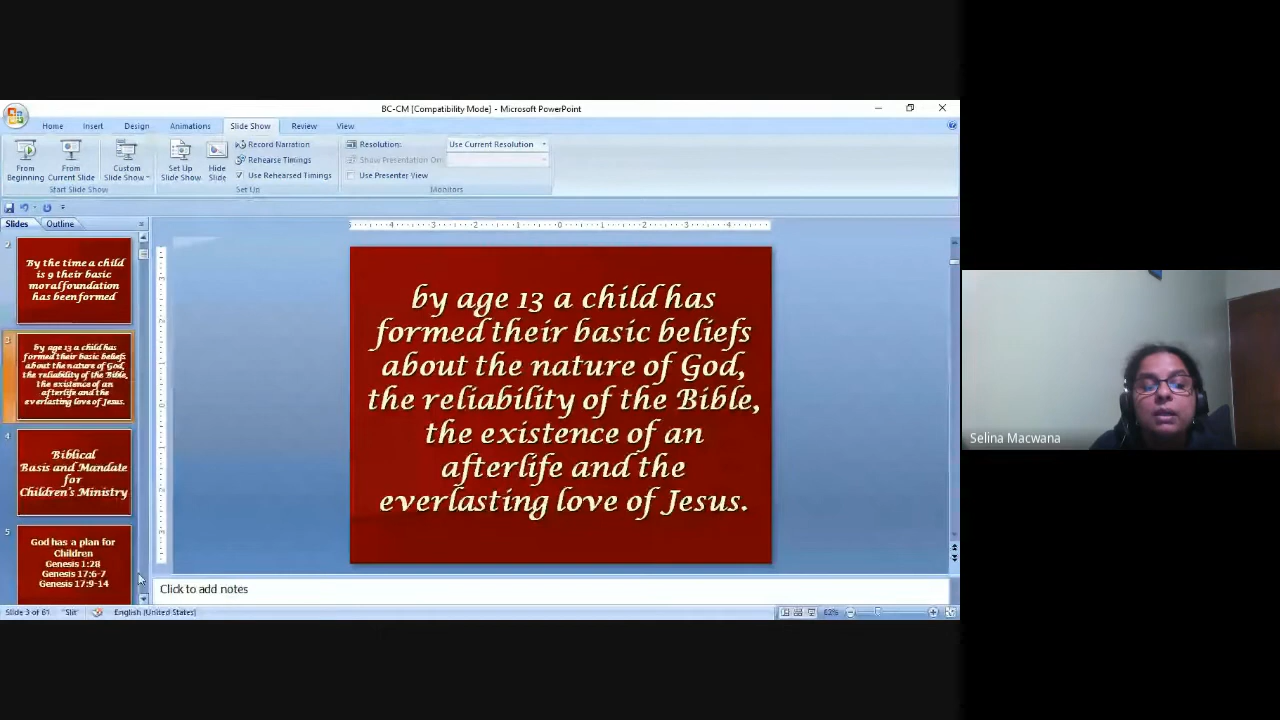 BC-CM [Compatibility Mode] - Microsoft PowerPoint
Home Insert Design Animations Slide Show Review View
From Beginning
From Current Slide
Custom Slide Show
Start Slide Show
Set Up Slide Show
Hide Slide
Record Narration
Rehearse Timings
Use Rehearsed Timings
Set Up
Resolution: Use Current Resolution
Show Presentation On:
Use Presenter View
Monitors
Slides Outline
By the time a child
is 9 their basic
moral foundation
has been formed
3
by age 13 a child has
formed their basic beliefs
about the nature of God,
the reliability of the Bible,
the existence of an
afterlife and the
everlasting love of Jesus.
4
Biblical
Basis and Mandate
for
Children's Ministry
5
God has a plan for
Children
Genesis 1:28
Genesis 17:6-7
Genesis 17:9-14
by age 13 a child has
formed their basic beliefs
about the nature of God,
the reliability of the Bible,
the existence of an
afterlife and the
everlasting love of Jesus.
Click to add notes
Slide 3 of 61 "Slit" English (United States) 62%
Selina Macwana